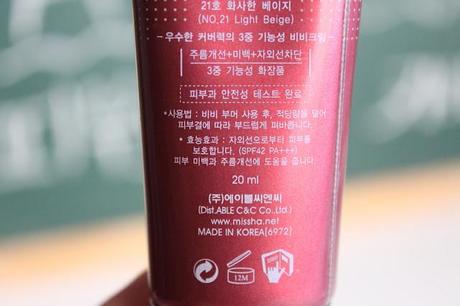 21호 화사한 베이지
(NO.21 Light Beige)
우수한 커버력의 3중 기능성 비비크림
주름개선+미백+자외선차단
3중 기능성 화장품
피부과 안전성 테스트 완료
*사용법 : 비비 부머 사용 후, 적당량을 덜어
피부결에 따라 부드럽게 펴바릅니다.
* 효능효과 : 자외선으로부터 피부를
보호합니다. (SPF42 PA+++)
피부 미백과 주름개선에 도움을 줍니다.
20 ml
(주)에이블씨엔씨
(Dist.ABLE C&C Co.,Ltd.)
www.missha.net
MADE IN KOREA(6972)
12M